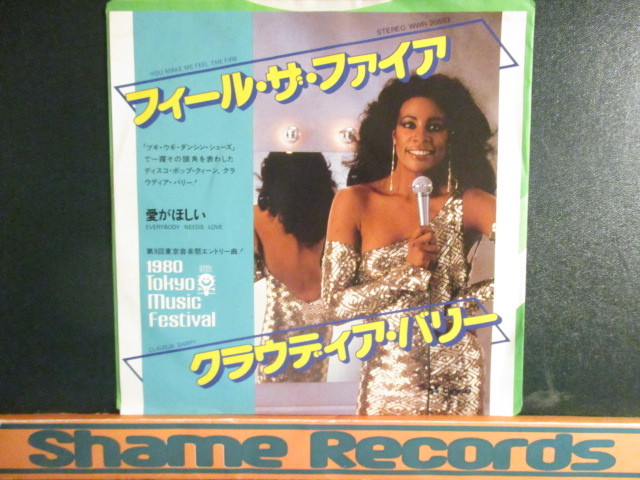 STEREO
YOU MAKE ME FEEL THE FIRE
フィール・ザ・ファイア
「ブギ・ウギ・ダンシン・シューズ」
で一躍その頭角を表わした
ディスコ・ポップ・クィーン、クラ
ウディア・バリー!
愛がほしい
EVERYBODY NEEDS LOVE
第9回東京音楽祭エントリー曲!
1980
Tokyo
Music
Festival
CLAUDJA BARRY
クラウディア・バリー
Shame Records